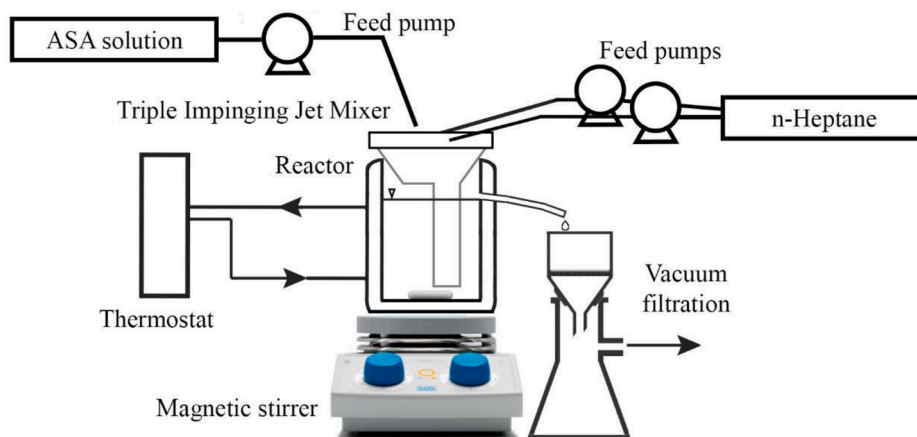 ASA solution
Feed pump
Feed pumps
n-Heptane
Triple Impinging Jet Mixer
Reactor
Thermostat
Vacuum
filtration
Magnetic stirrer